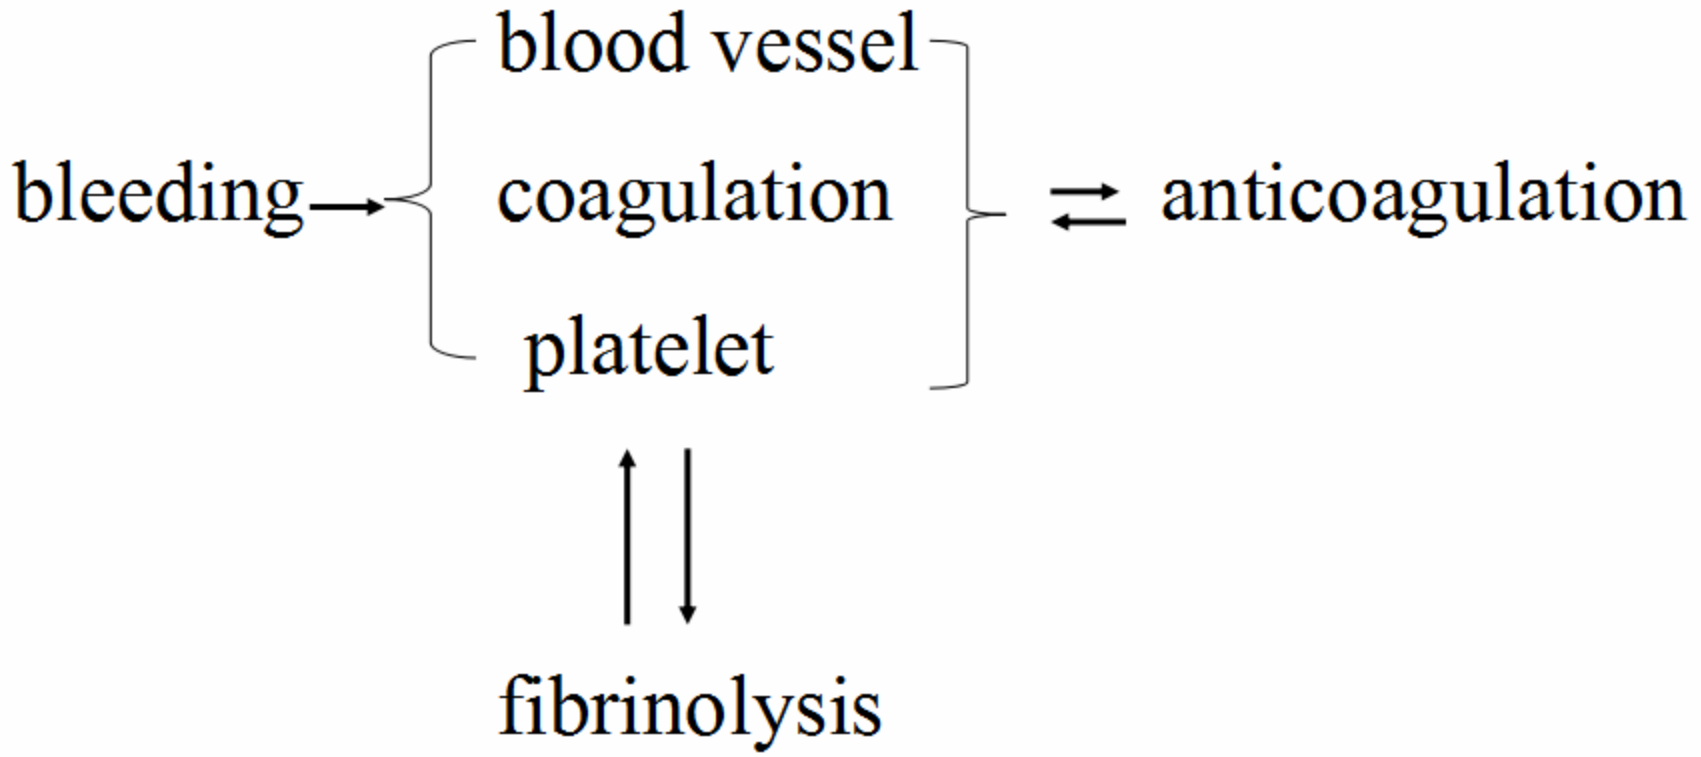 blood vessel
bleeding
coagulation
anticoagulation
platelet
fibrinolysis